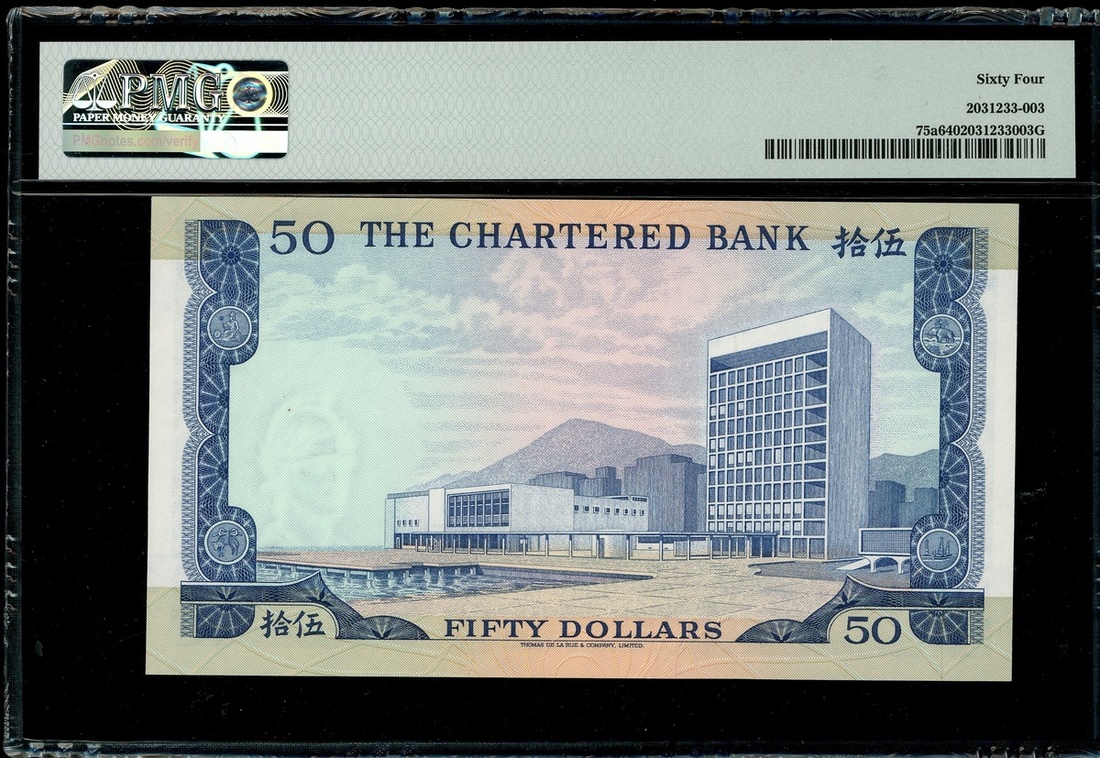 PMG
PAPER MONEY GUARANTY
PMGnotes.com/verify
Sixty Four
2031233-003
75a6402031233003G
50 THE CHARTERED BANK 拾伍
拾伍 FIFTY DOLLARS 50
THOMAS DE LA RUE & COMPANY, LIMITED.